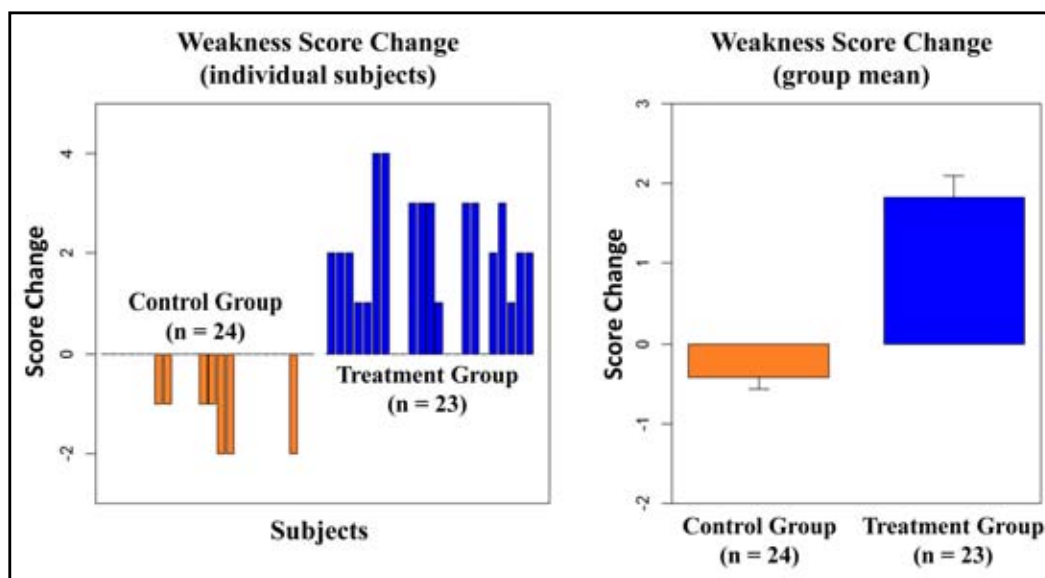 Weakness Score Change
(individual subjects)
Score Change
4
2
0
-2
Control Group
(n = 24)
Treatment Group
(n = 23)
Subjects
Weakness Score Change
(group mean)
Score Change
3
2
1
0
-1
-2
Control Group
(n = 24)
Treatment Group
(n = 23)